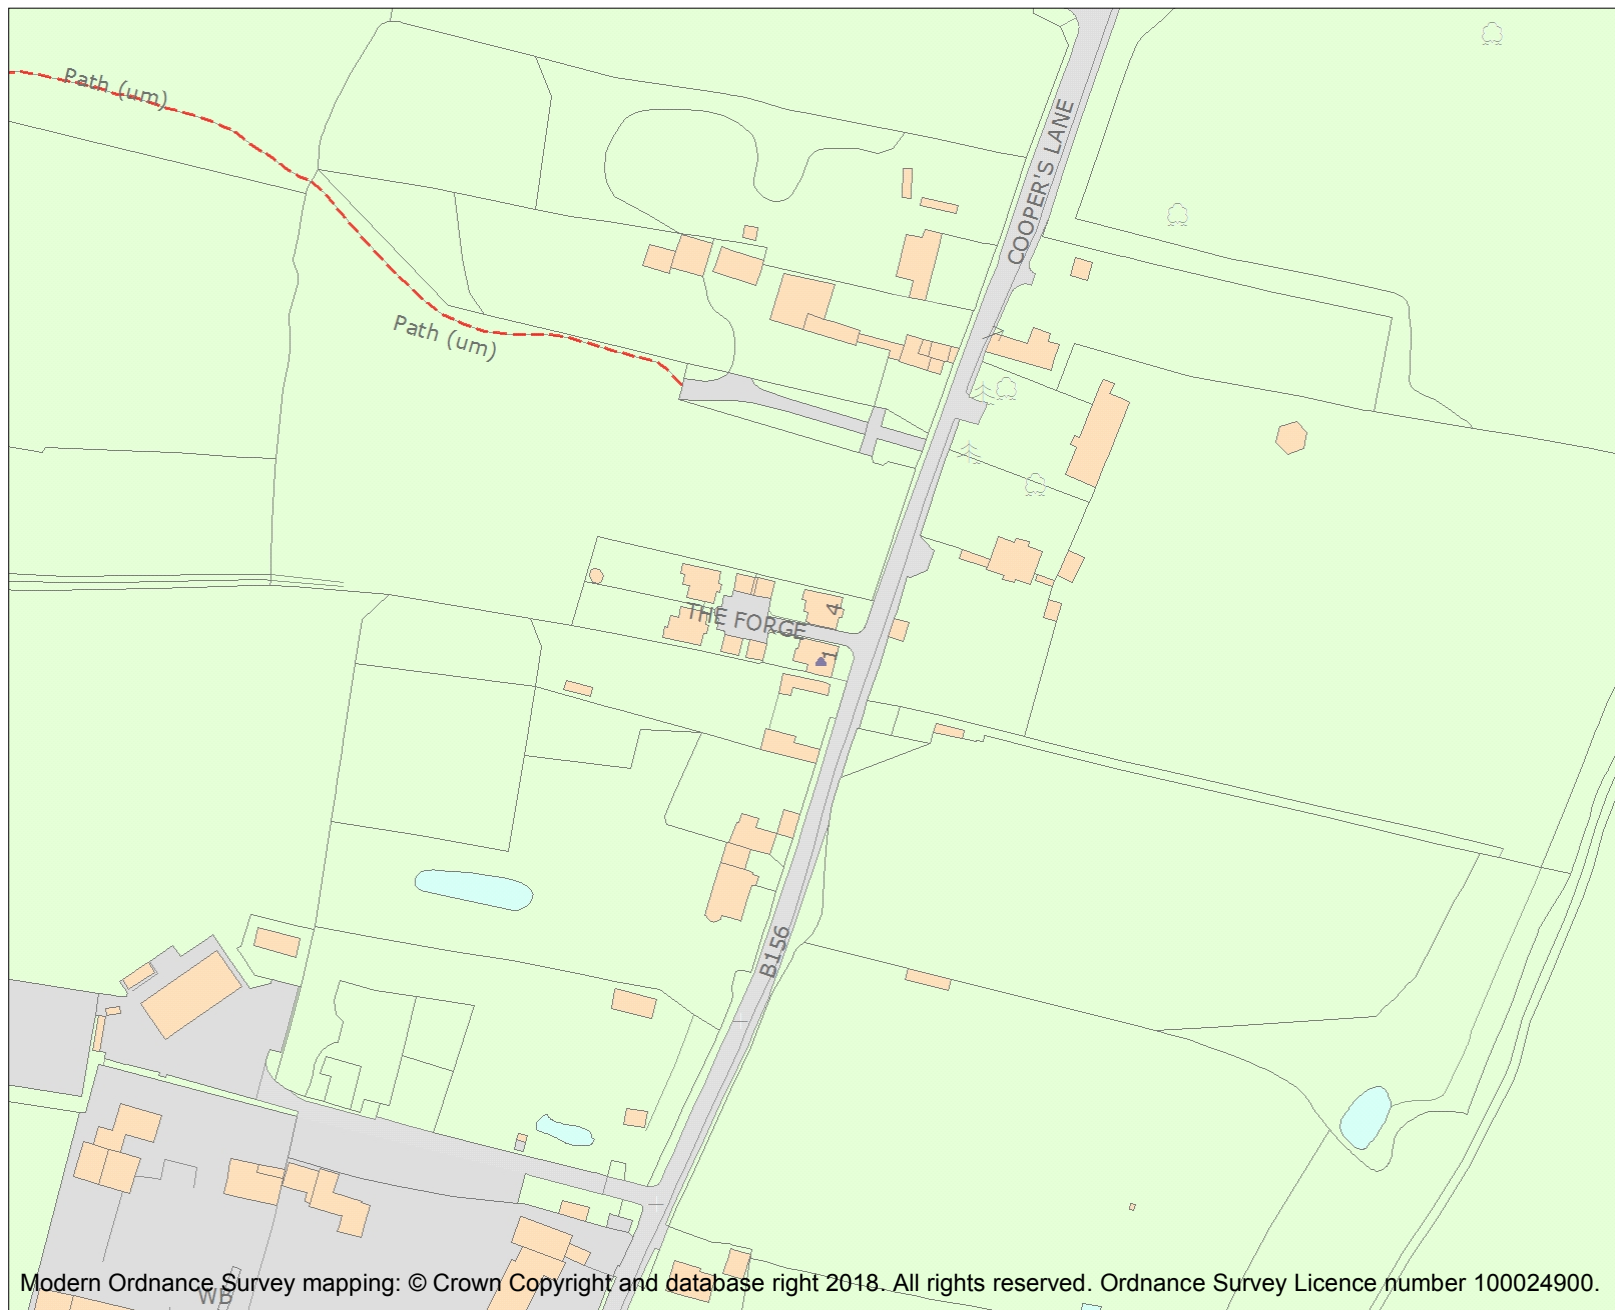 Path (um)
COOPER'S LANE
Path (um)
4
THE FORGE
1
B156
WB
Modern Ordnance Survey mapping: © Crown Copyright and database right 2018. All rights reserved. Ordnance Survey Licence number 100024900.